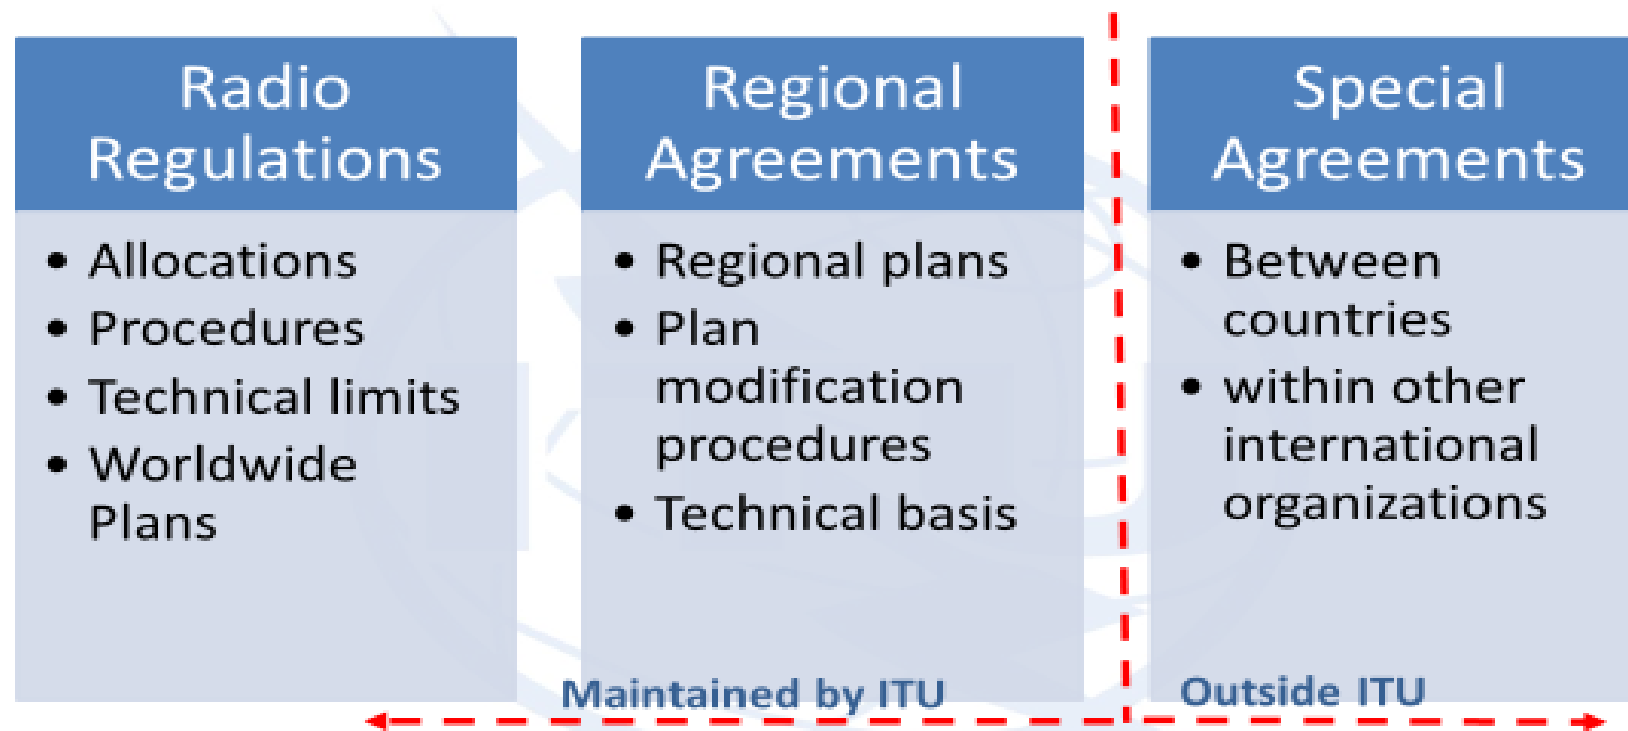 Radio
Regulations
• Allocations
• Procedures
• Technical limits
• Worldwide
Plans
Regional
Agreements
• Regional plans
• Plan
modification
procedures
• Technical basis
Special
Agreements
• Between
countries
• within other
international
organizations
Maintained by ITU
Outside ITU